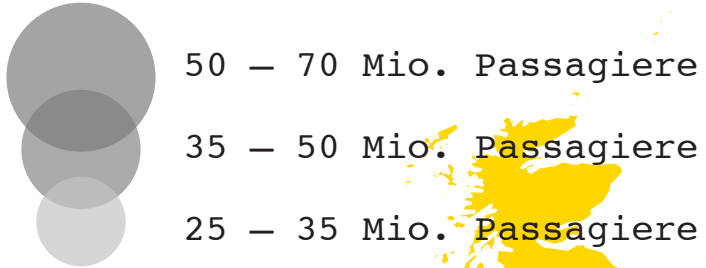 50 – 70 Mio. Passagiere
35 – 50 Mio. Passagiere
25 – 35 Mio. Passagiere